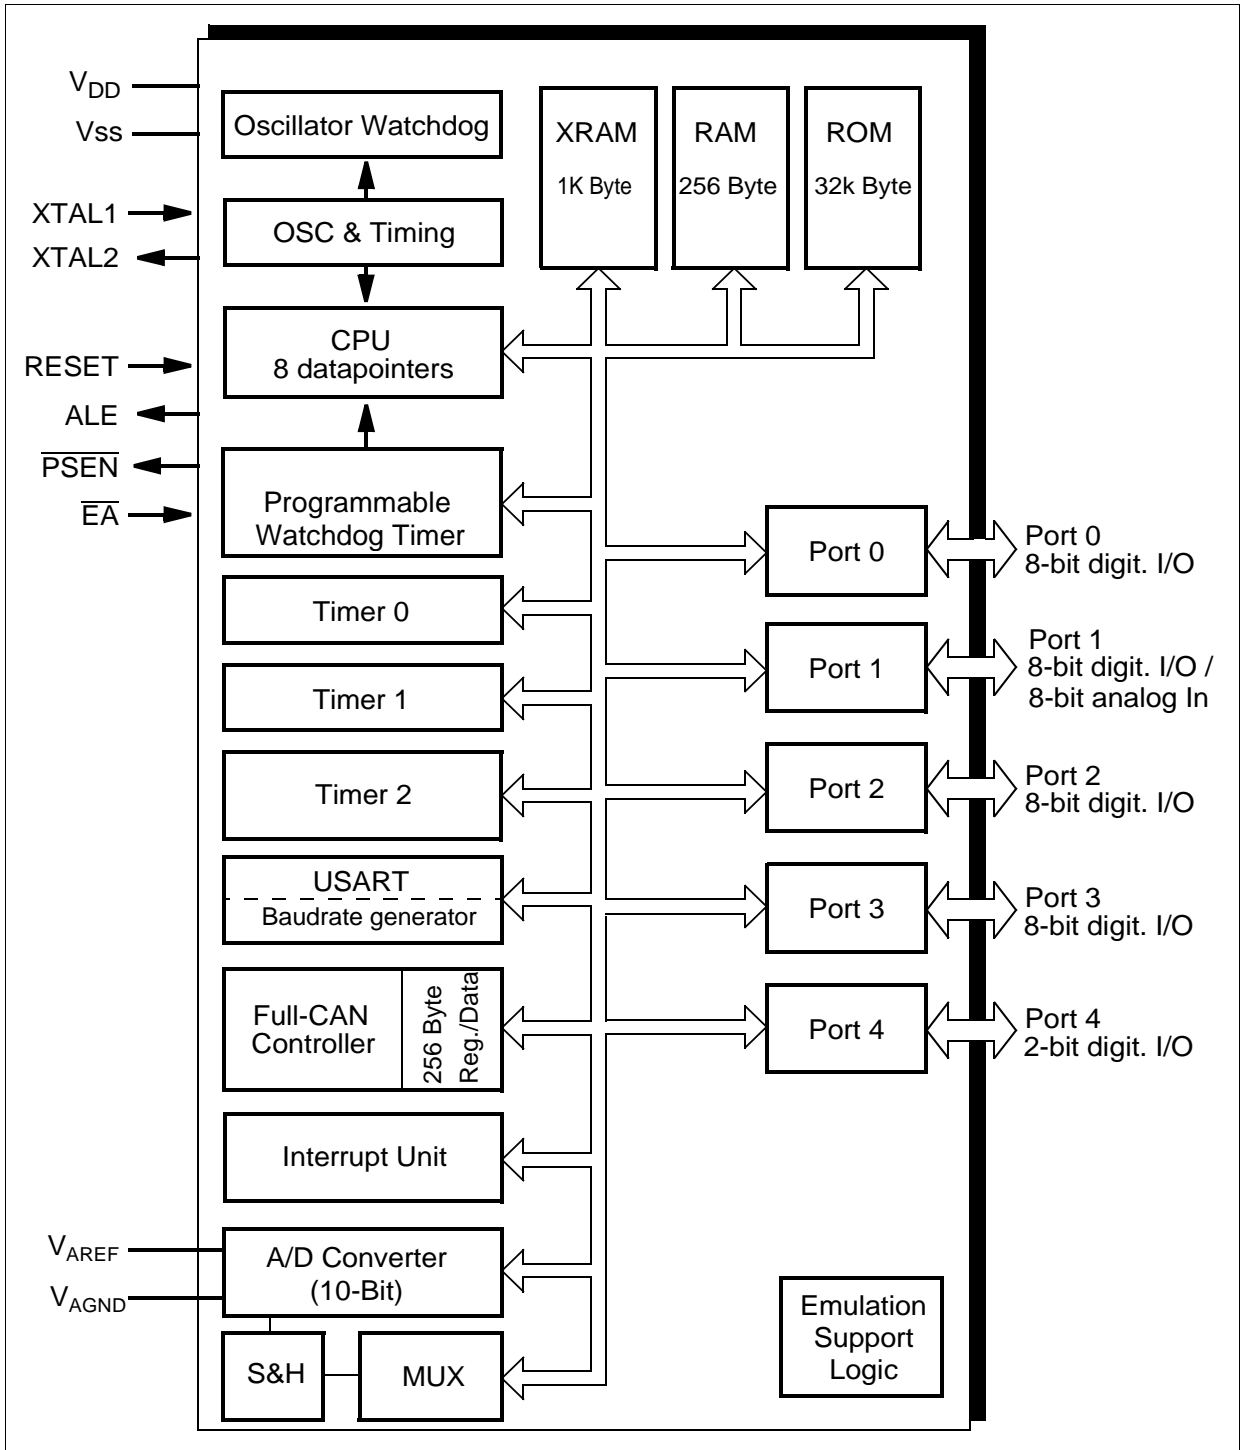 V_DD
Vss
XTAL1
XTAL2
RESET
ALE
PSEN
EA
V_AREF
V_AGND
Oscillator Watchdog
OSC & Timing
CPU
8 datapointers
Programmable
Watchdog Timer
Timer 0
Timer 1
Timer 2
USART
Baudrate generator
Full-CAN
Controller
256 Byte
Reg./Data
Interrupt Unit
A/D Converter
(10-Bit)
S&H
MUX
XRAM
1K Byte
RAM
256 Byte
ROM
32k Byte
Port 0
Port 1
Port 2
Port 3
Port 4
Emulation
Support
Logic
Port 0
8-bit digit. I/O
Port 1
8-bit digit. I/O /
8-bit analog In
Port 2
8-bit digit. I/O
Port 3
8-bit digit. I/O
Port 4
2-bit digit. I/O